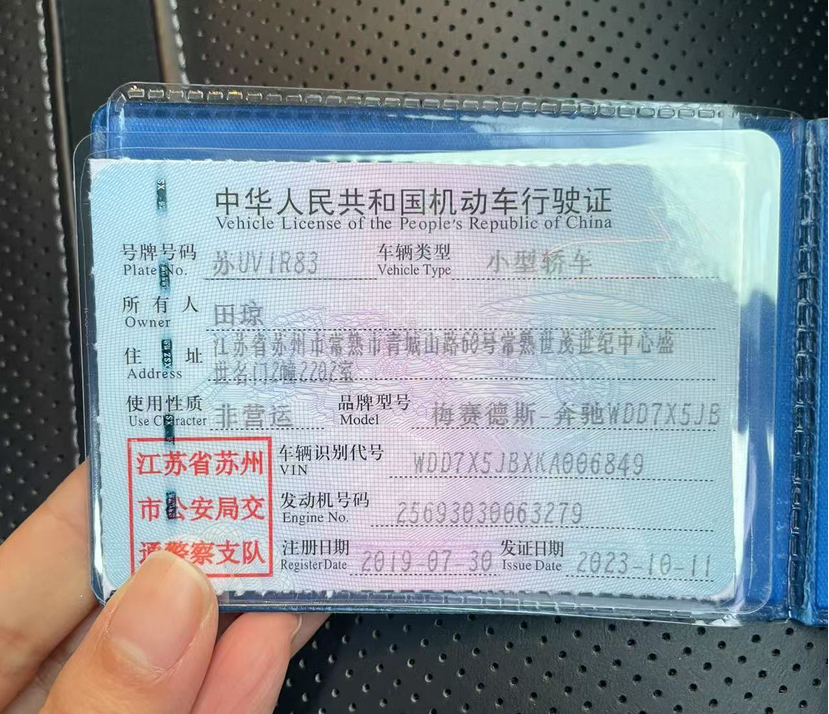 中华人民共和国机动车行驶证
Vehicle License of the People's Republic of China
号牌号码 苏UV1R83 车辆类型 小型轿车
Plate No. Vehicle Type
所有人 田琼
Owner
住址 江苏省苏州市常熟市青城山路68号常熟世茂世纪中心盛
Address 世名门2幢2202室
使用性质 非营运 品牌型号 梅赛德斯-奔驰WDD7X5JB
Use Character Model
江苏省苏州 车辆识别代号 WDD7X5JBXKA006849
VIN
市公安局交 发动机号码 25693030063279
Engine No.
通警察支队 注册日期 2019-07-30 发证日期 2023-10-11
Register Date Issue Date